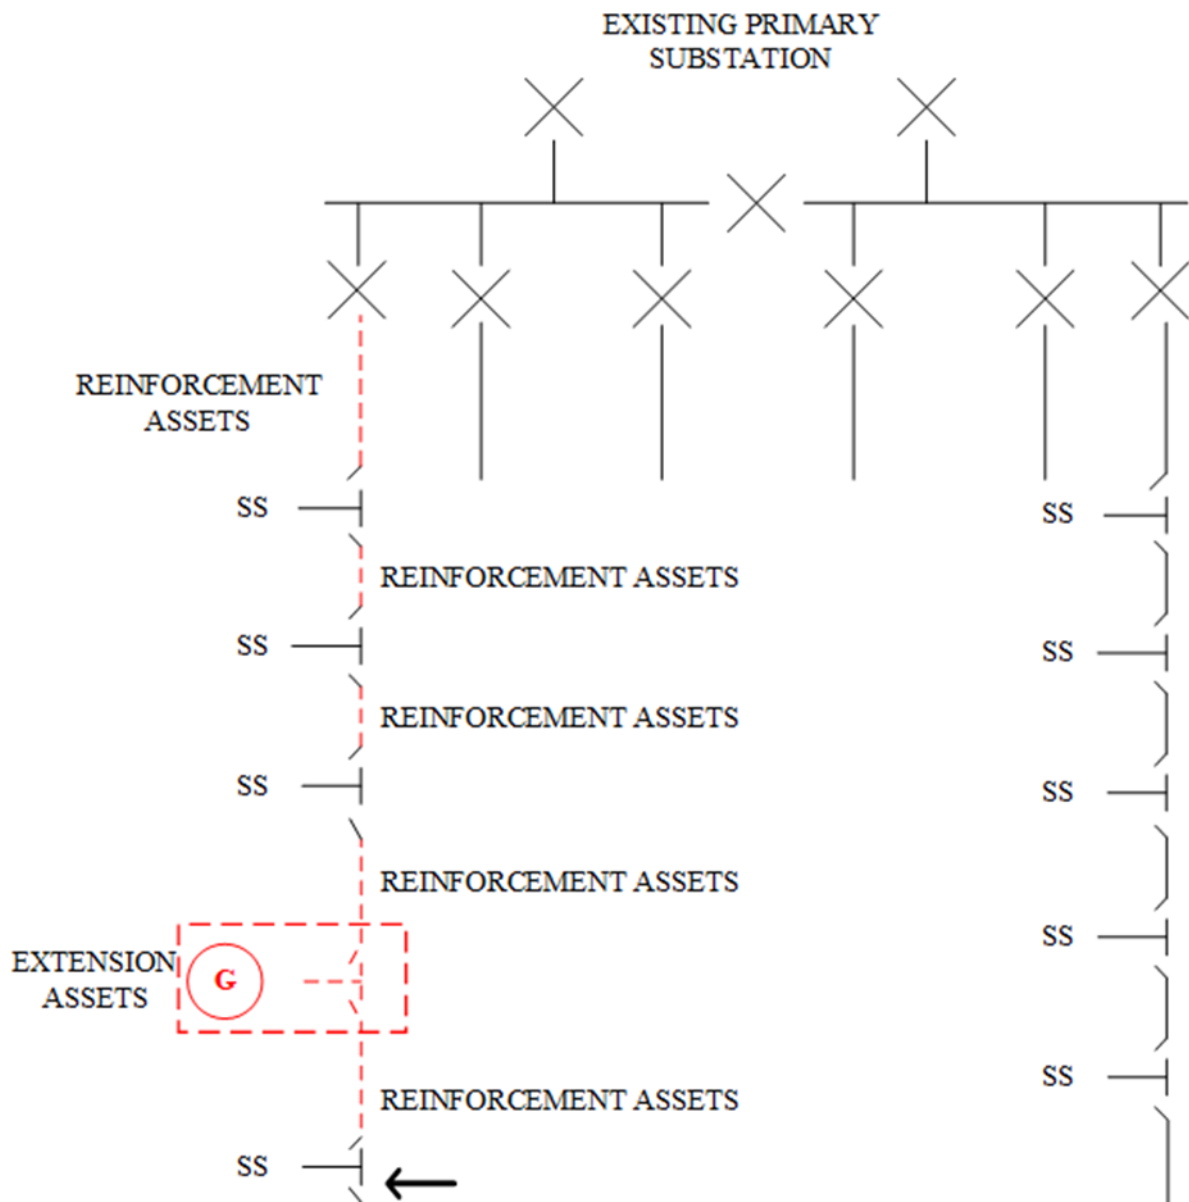 EXISTING PRIMARY
SUBSTATION
REINFORCEMENT
ASSETS
SS
SS
REINFORCEMENT ASSETS
SS
SS
REINFORCEMENT ASSETS
SS
SS
REINFORCEMENT ASSETS
SS
EXTENSION
ASSETS
G
SS
REINFORCEMENT ASSETS
SS